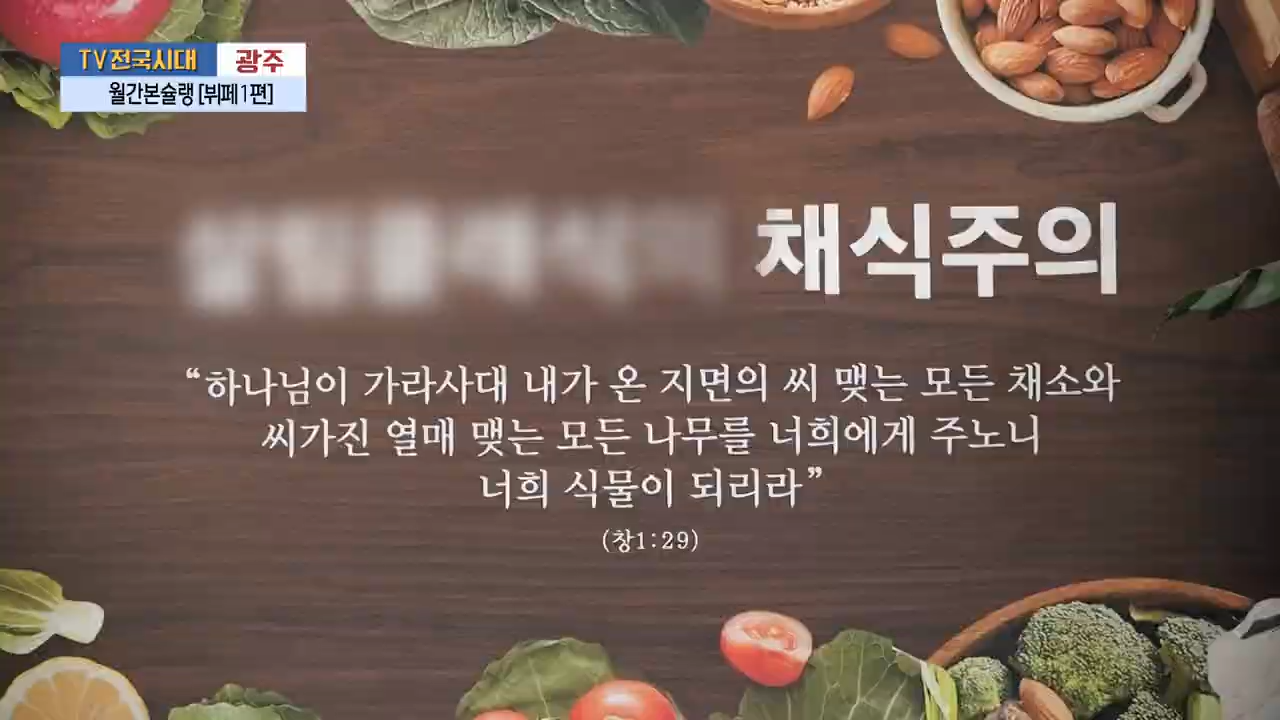 TV전국시대 광주
월간본슐랭 [뷔페1편]
채식주의
“하나님이 가라사대 내가 온 지면의 씨 맺는 모든 채소와
씨가진 열매 맺는 모든 나무를 너희에게 주노니
너희 식물이 되리라”
(창1:29)